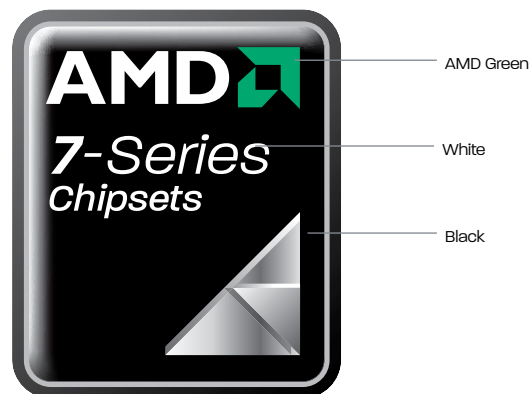 AMD
AMD Green
7-Series
White
Chipsets
Black